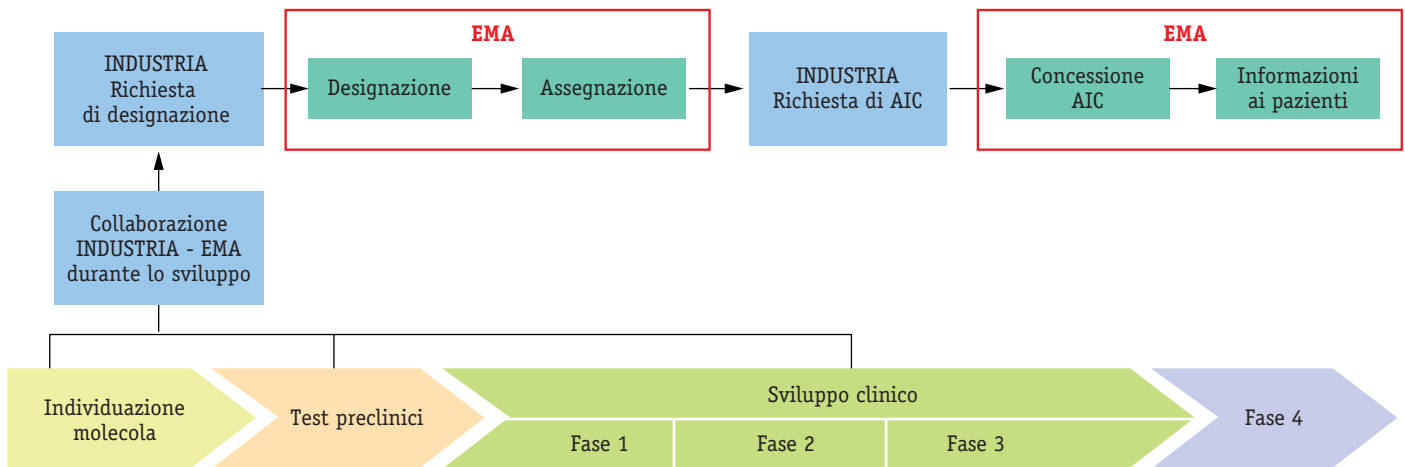 INDUSTRIA
Richiesta
di designazione
EMA
Designazione
Assegnazione
INDUSTRIA
Richiesta di AIC
EMA
Concessione
AIC
Informazioni
ai pazienti
Collaborazione
INDUSTRIA - EMA
durante lo sviluppo
Individuazione
molecola
Test preclinici
Sviluppo clinico
Fase 1
Fase 2
Fase 3
Fase 4